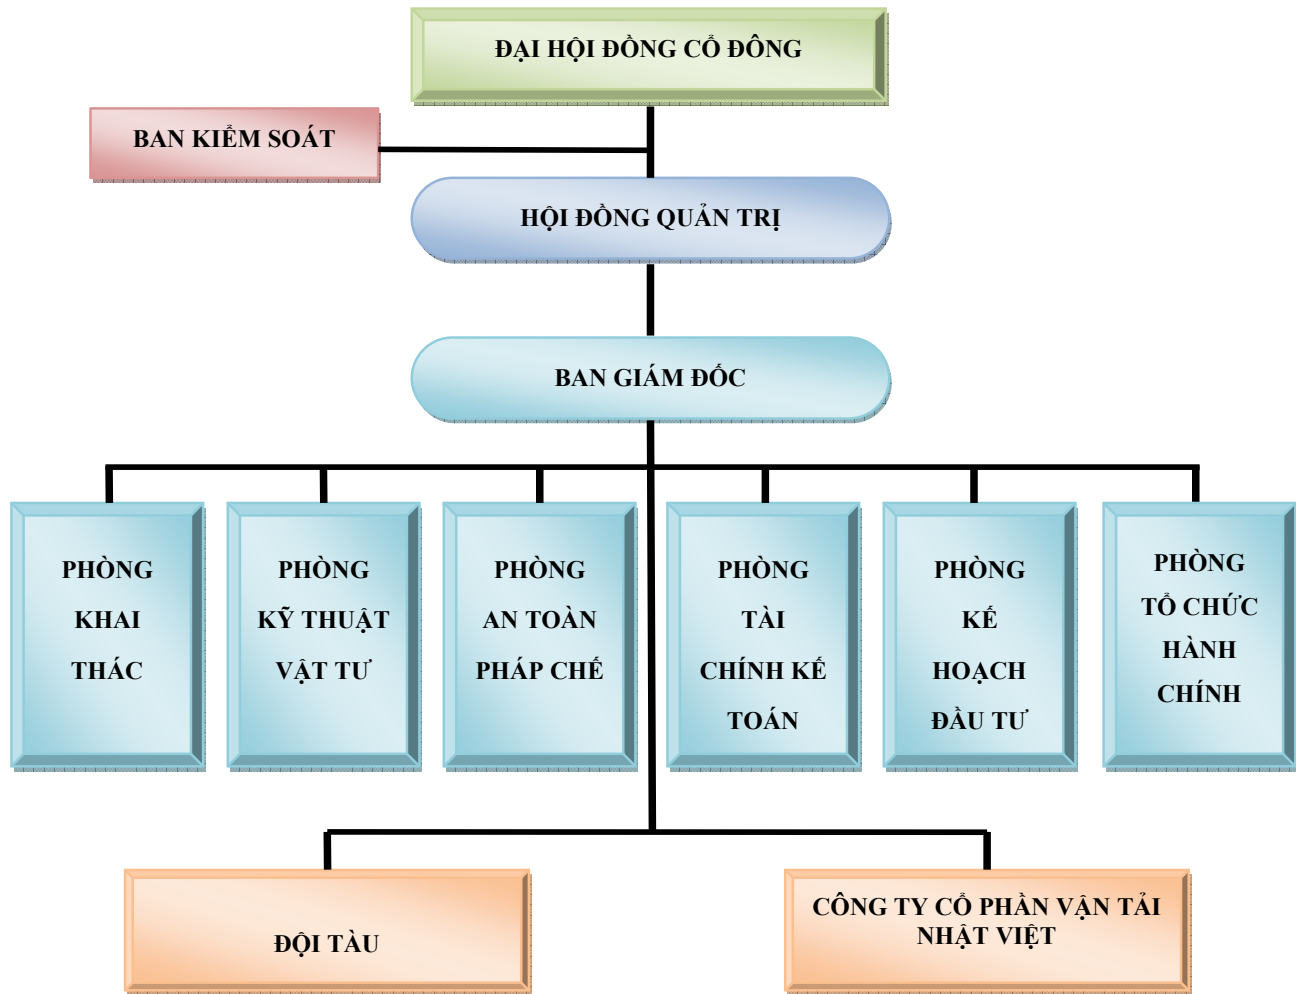 ĐẠI HỘI ĐỒNG CỔ ĐÔNG
BAN KIỂM SOÁT
HỘI ĐỒNG QUẢN TRỊ
BAN GIÁM ĐỐC
PHÒNG
KHAI
THÁC
PHÒNG
KỸ THUẬT
VẬT TƯ
PHÒNG
AN TOÀN
PHÁP CHẾ
PHÒNG
TÀI
CHÍNH KẾ
TOÁN
PHÒNG
KẾ
HOẠCH
ĐẦU TƯ
PHÒNG
TỔ CHỨC
HÀNH
CHÍNH
ĐỘI TÀU
CÔNG TY CỔ PHẦN VẬN TẢI
NHẬT VIỆT